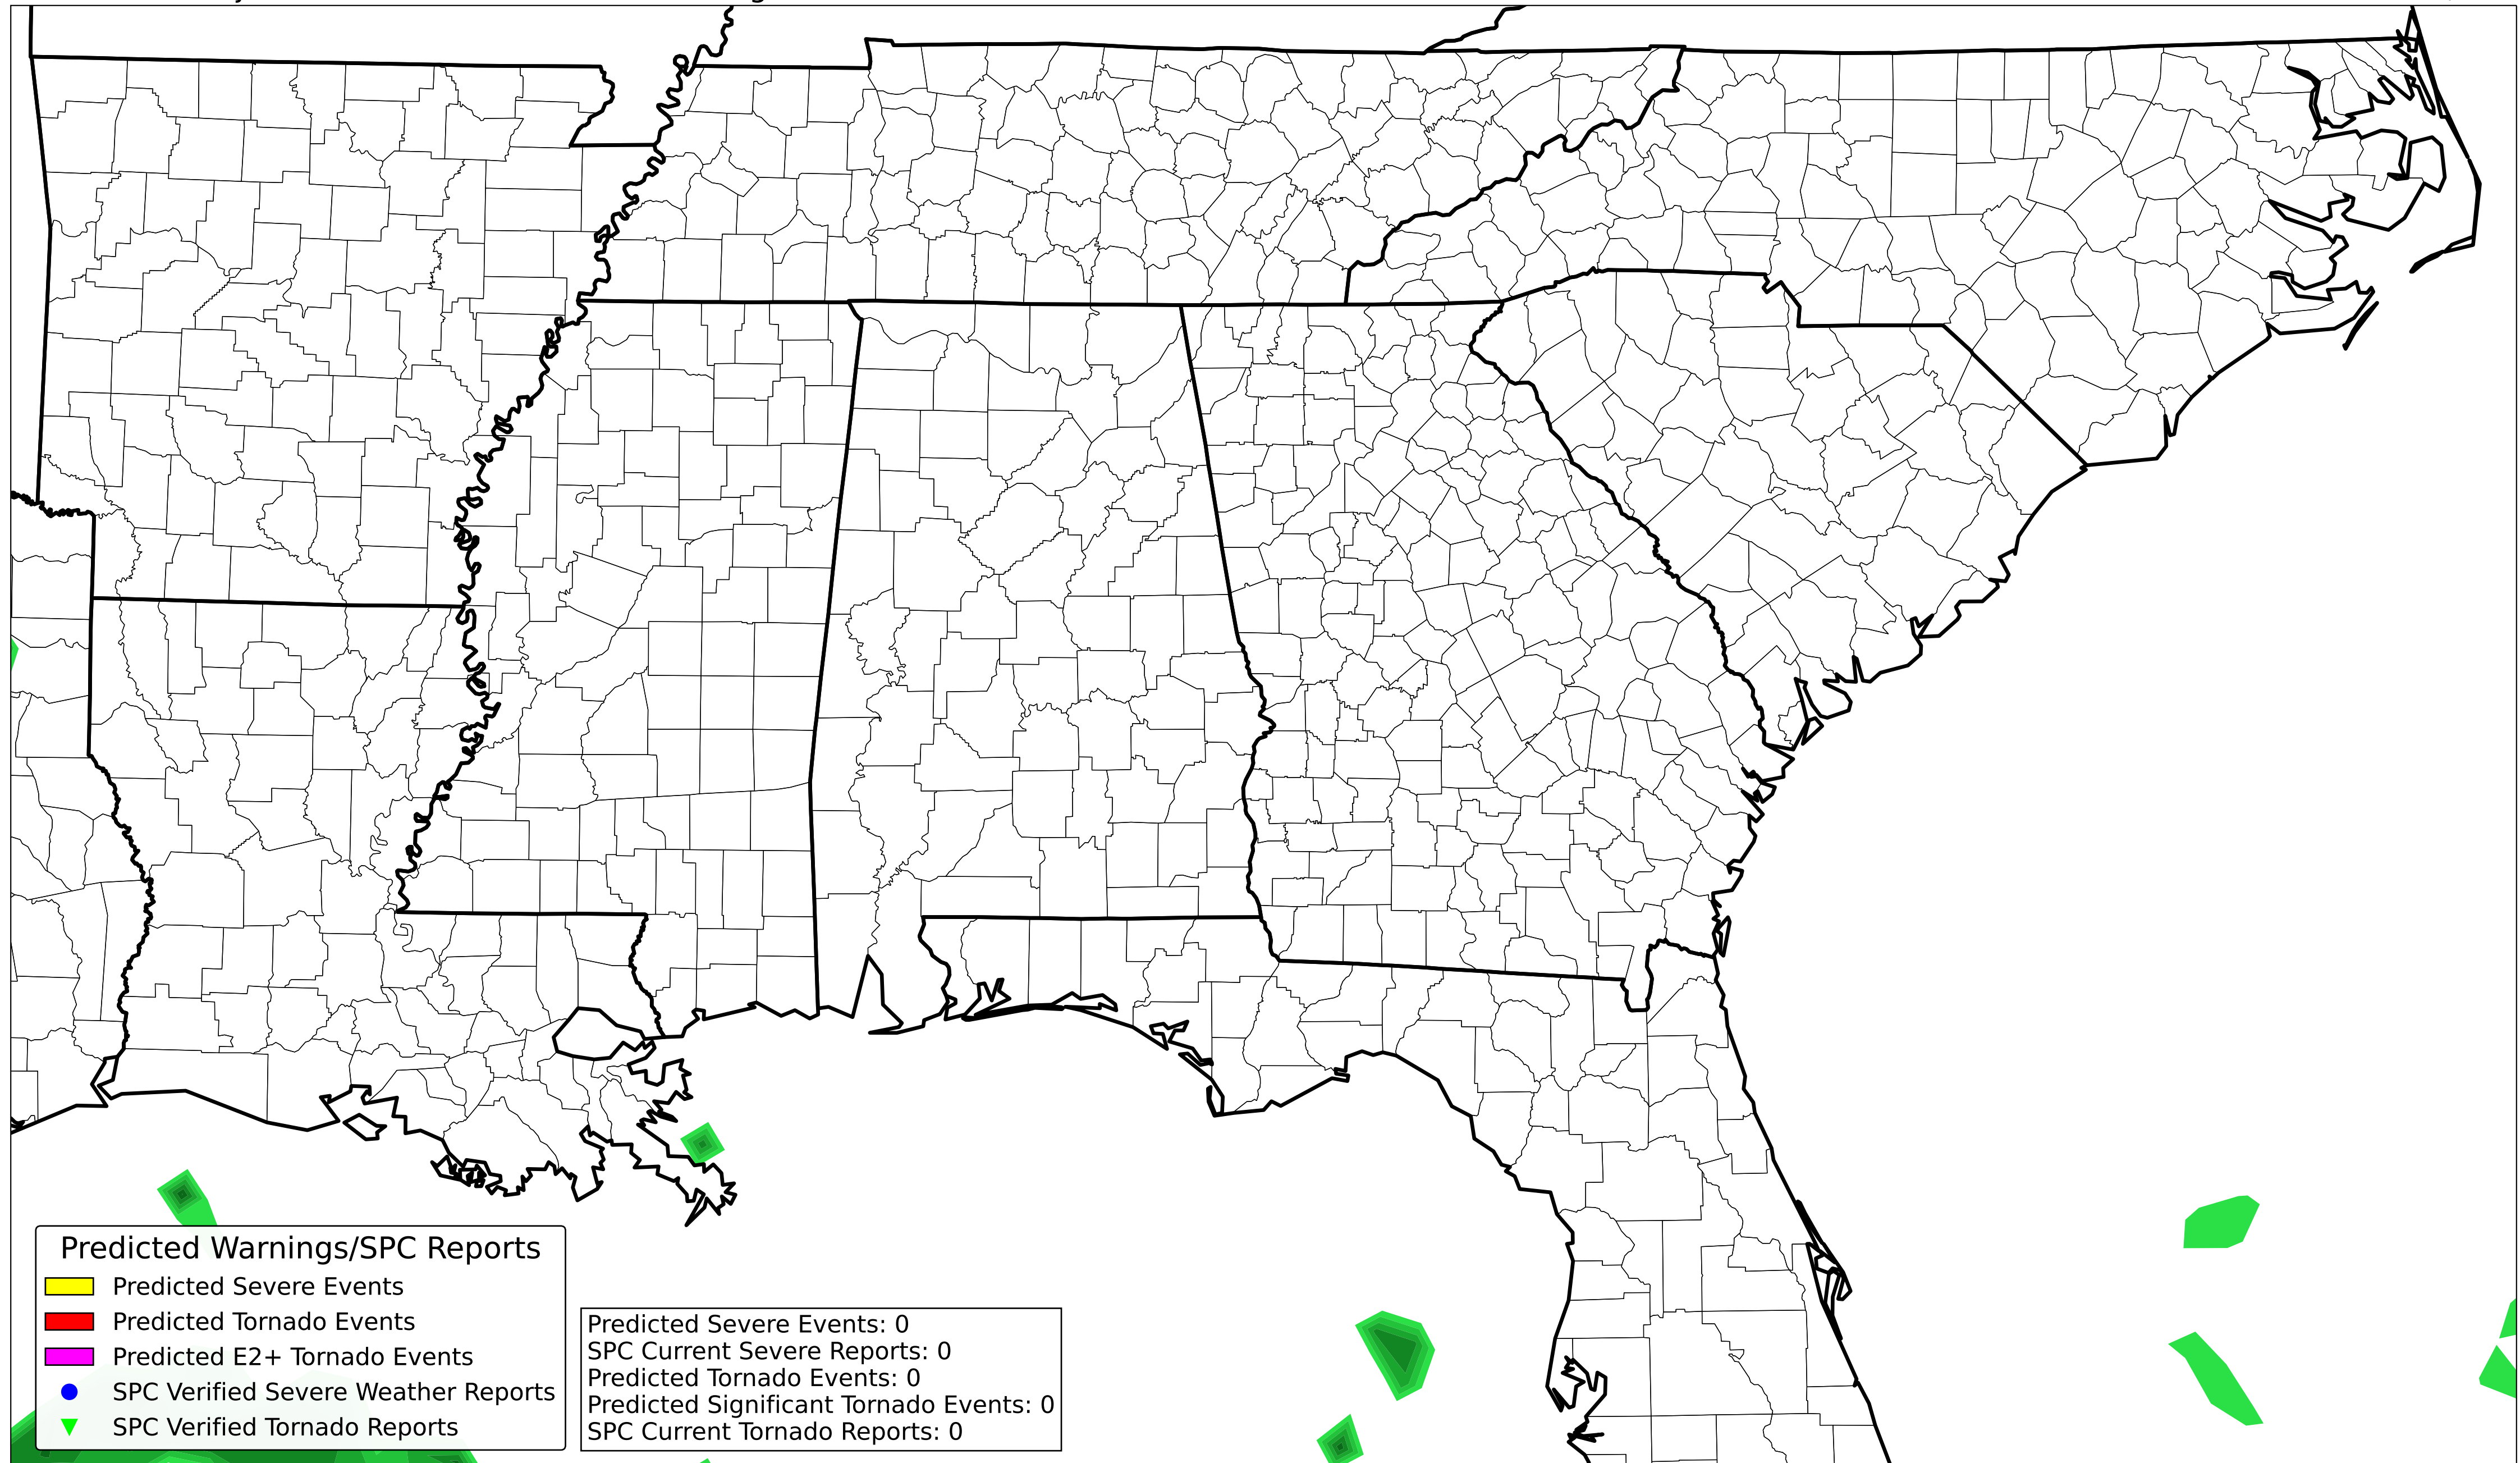 Predicted Warnings/SPC Reports
Predicted Severe Events
Predicted Tornado Events
Predicted E2+ Tornado Events
SPC Verified Severe Weather Reports
SPC Verified Tornado Reports
Predicted Severe Events: 0
SPC Current Severe Reports: 0
Predicted Tornado Events: 0
Predicted Significant Tornado Events: 0
SPC Current Tornado Reports: 0